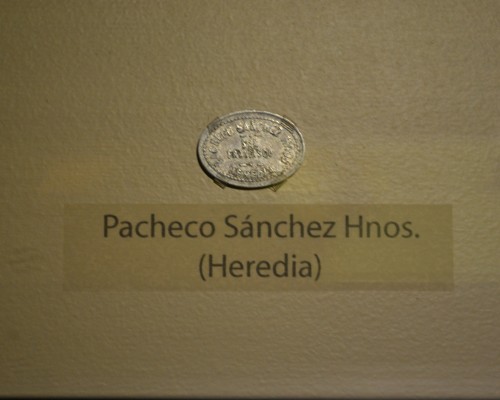 Pacheco Sánchez Hnos.
(Heredia)